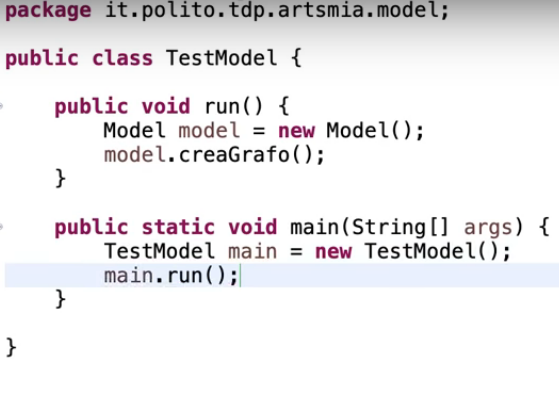 package it.polito.tdp.artsmia.model;
public class TestModel {
public void run() {
Model model = new Model();
model.creaGrafo();
}
public static void main(String[] args) {
TestModel main = new TestModel();
main.run();
}
}